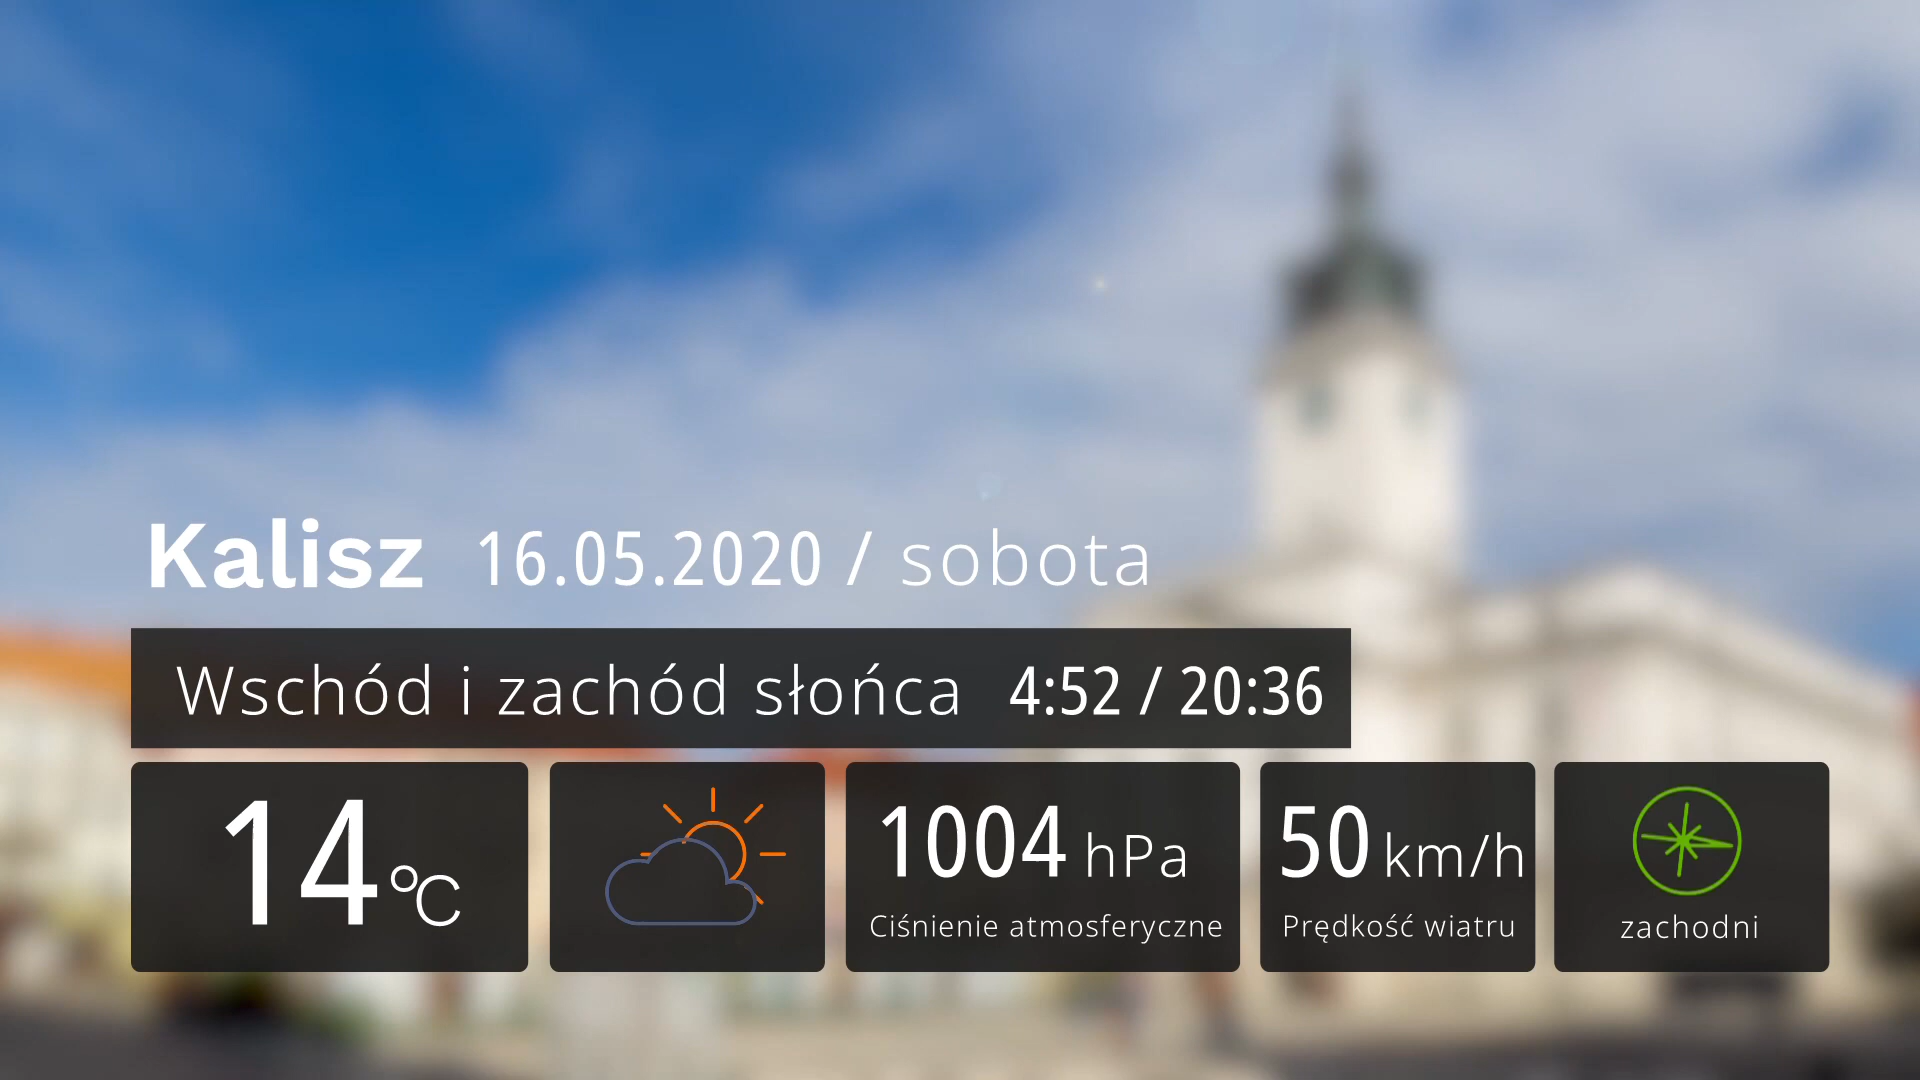 Kalisz 16.05.2020 / sobota
Wschód i zachód słońca 4:52 / 20:36
14 °C
1004 hPa
Ciśnienie atmosferyczne
50 km/h
Prędkość wiatru
zachodni